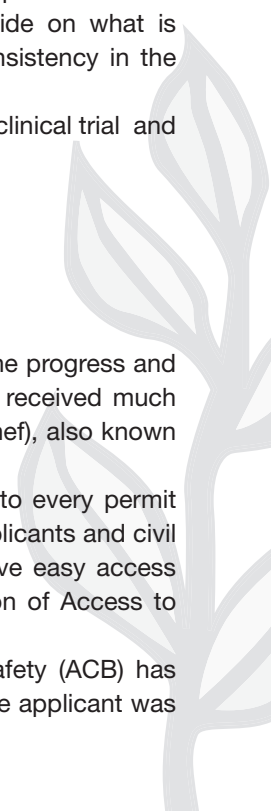 ide on what is
nsistency in the
clinical trial and
ne progress and
received much
nef), also known
to every permit
plicants and civil
ve easy access
on of Access to
afety (ACB) has
e applicant was